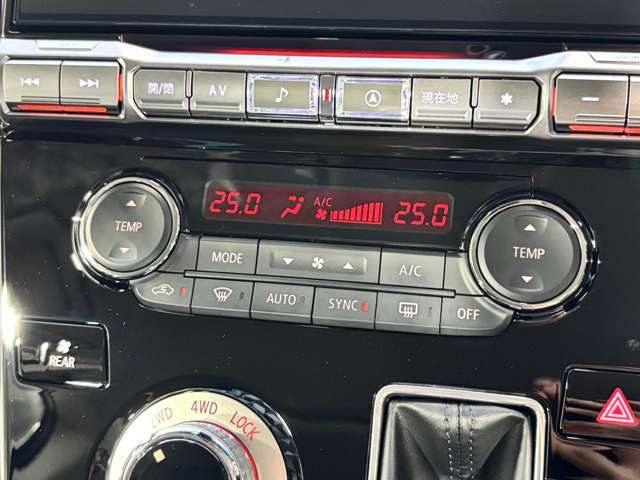 開/閉 AV 現在地
25.0 A/C 25.0
TEMP TEMP
MODE A/C
AUTO SYNC OFF
REAR
2WD 4WD LOCK